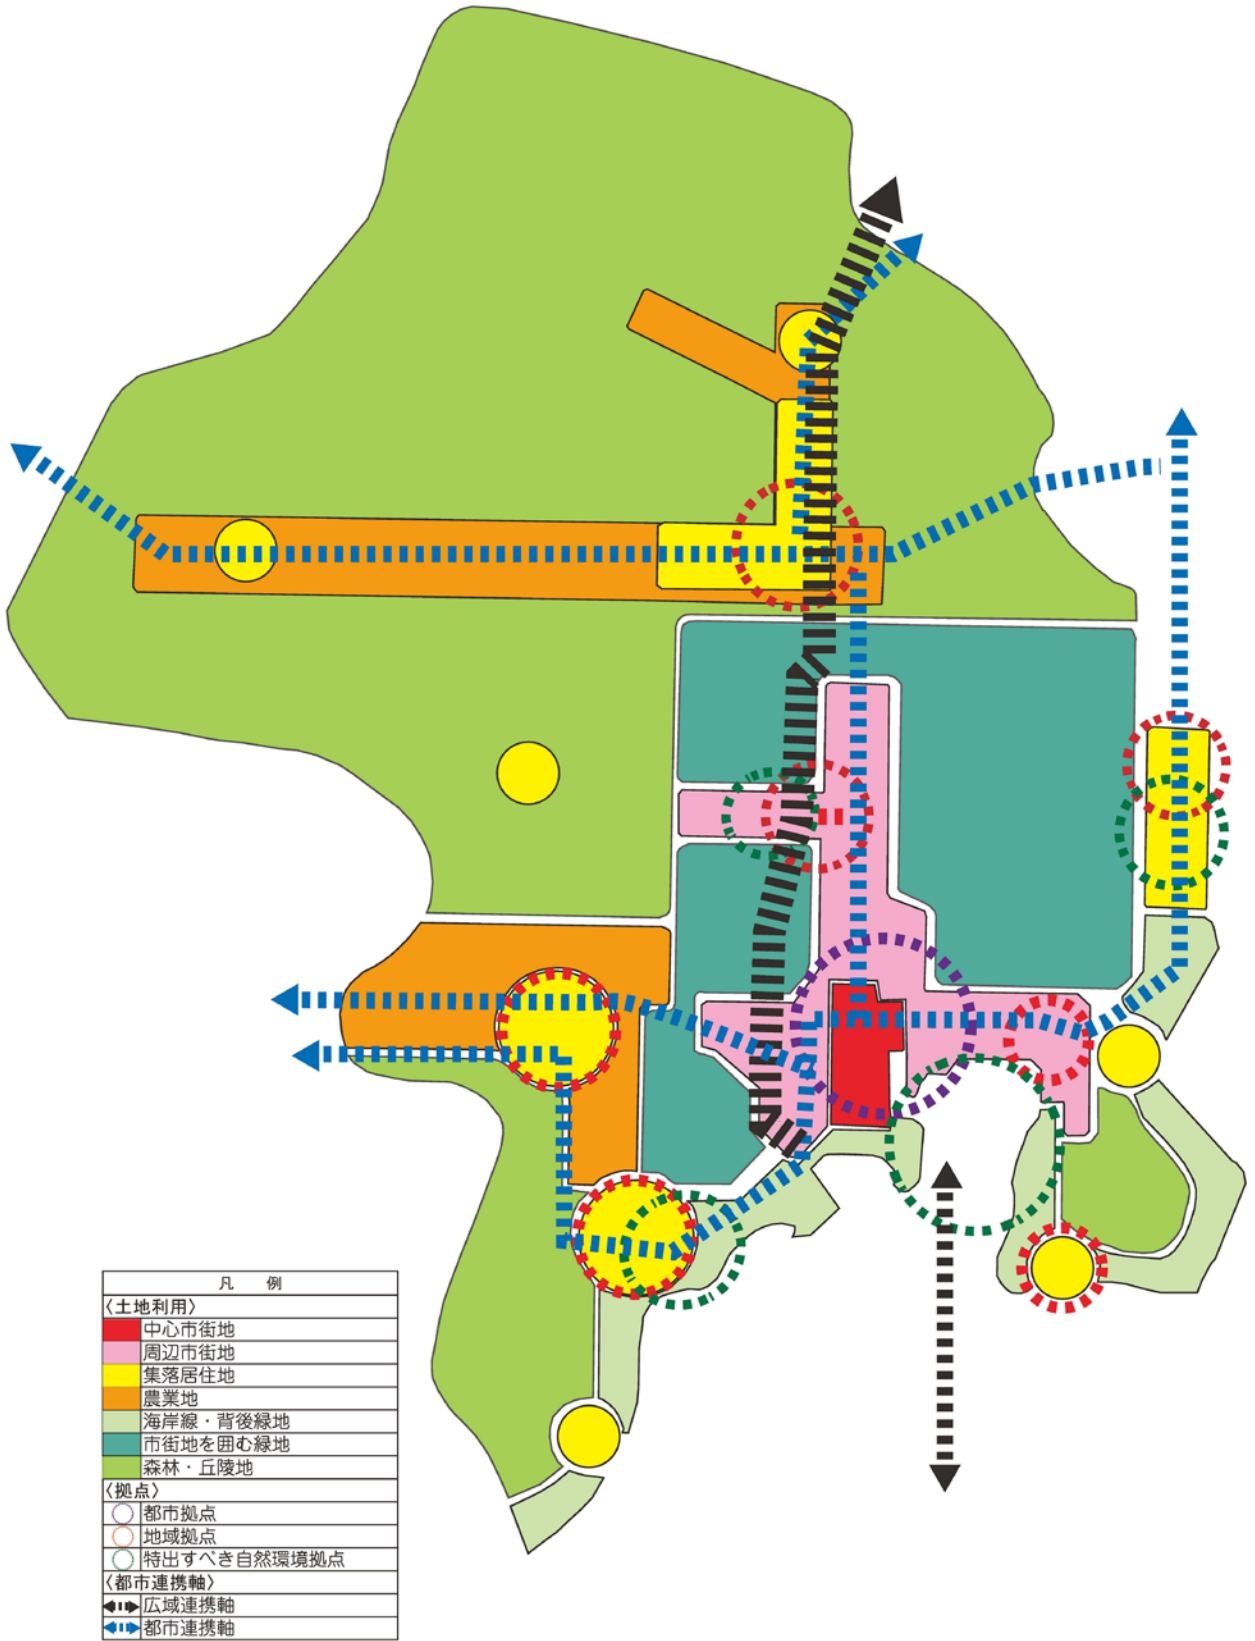 凡 例
〈土地利用〉
中心市街地
周辺市街地
集落居住地
農業地
海岸線・背後緑地
市街地を囲む緑地
森林・丘陵地
〈拠点〉
都市拠点
地域拠点
特出すべき自然環境拠点
〈都市連携軸〉
広域連携軸
都市連携軸